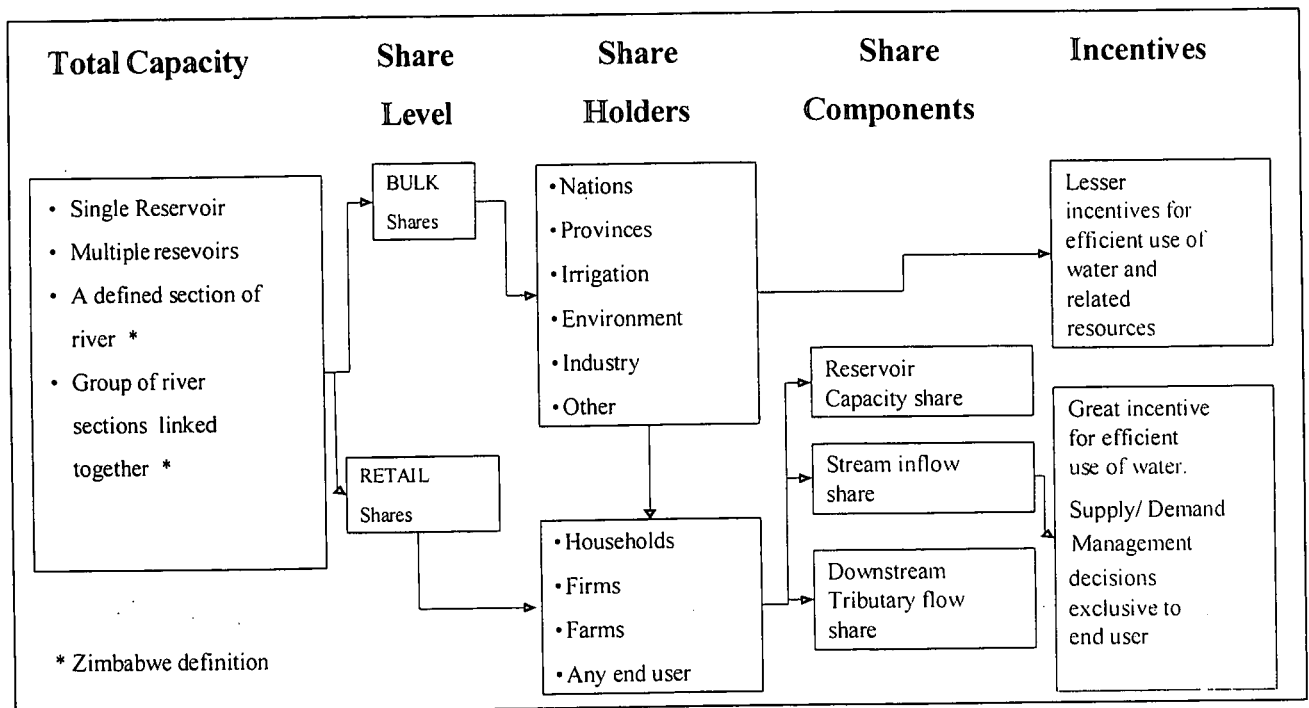 Total Capacity
Share
Level
Share
Holders
Share
Components
Incentives
• Single Reservoir
• Multiple resevoirs
• A defined section of
river *
• Group of river
sections linked
together *
* Zimbabwe definition
BULK
Shares
RETAIL
Shares
• Nations
• Provinces
• Irrigation
• Environment
• Industry
• Other
• Households
• Firms
• Farms
• Any end user
Reservoir
Capacity share
Stream inflow
share
Downstream
Tributary flow
share
Lesser
incentives for
efficient use of
water and
related
resources
Great incentive
for efficient
use of water.
Supply/ Demand
Management
decisions
exclusive to
end user